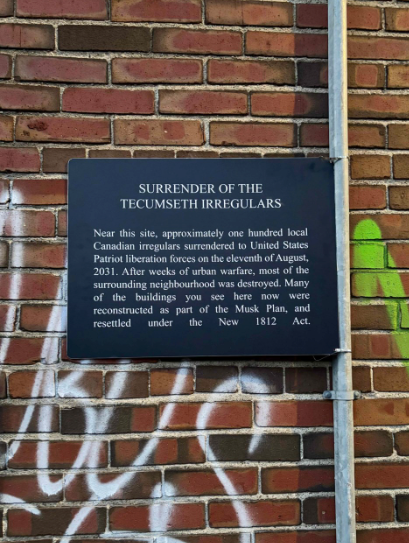 SURRENDER OF THE
TECUMSETH IRREGULARS
Near this site, approximately one hundred local
Canadian irregulars surrendered to United States
Patriot liberation forces on the eleventh of August,
2031. After weeks of urban warfare, most of the
surrounding neighbourhood was destroyed. Many
of the buildings you see here now were
reconstructed as part of the Musk Plan, and
resettled under the New 1812 Act.